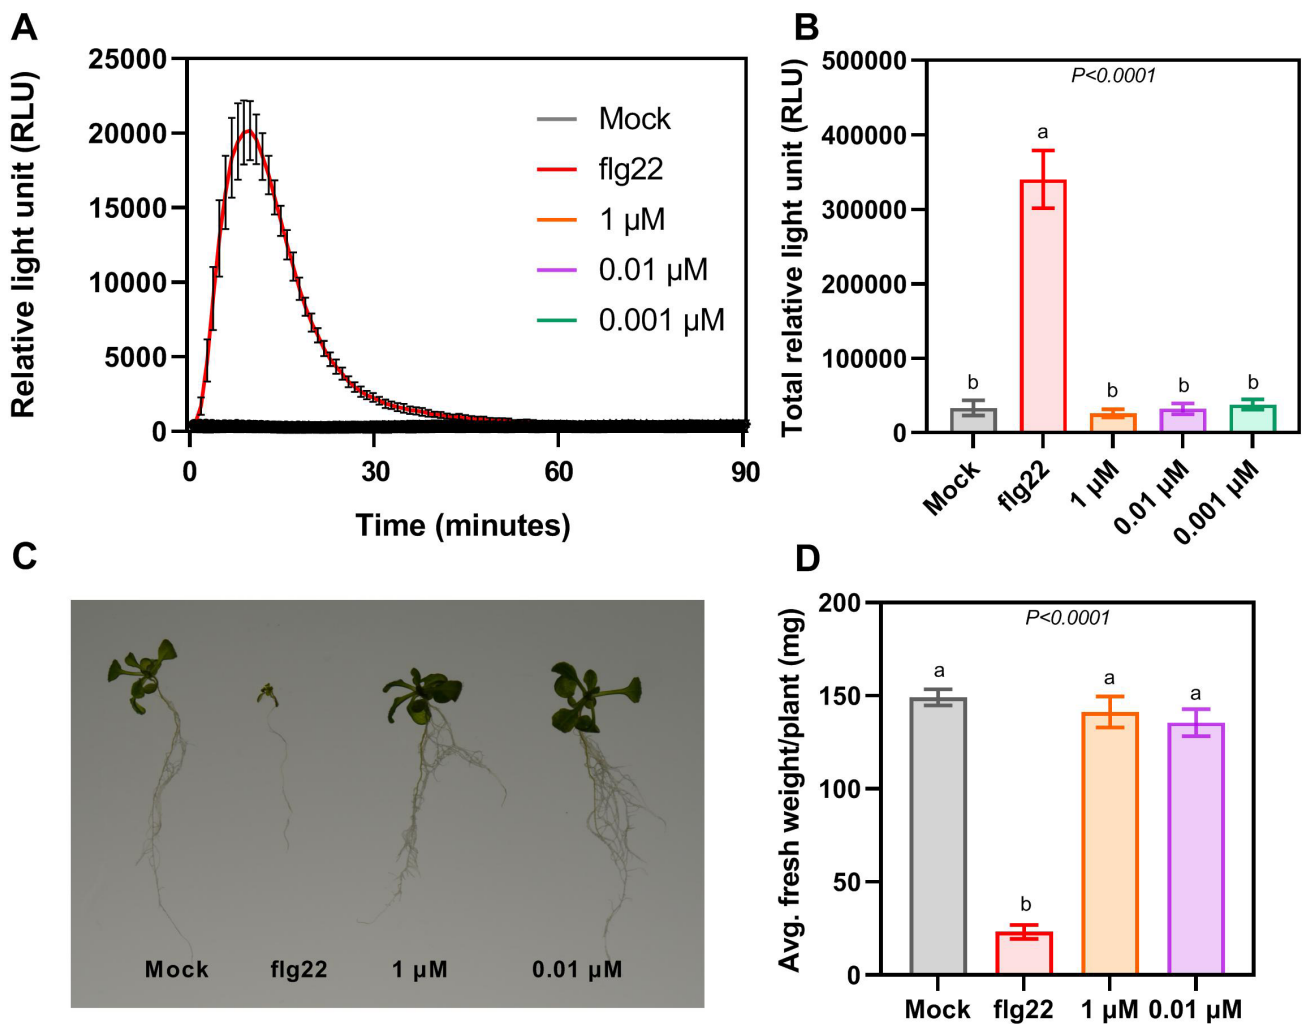 A
Relative light unit (RLU)
25000
20000
15000
10000
5000
0
0 30 60 90
Time (minutes)
Mock
flg22
1 µM
0.01 µM
0.001 µM
B
Total relative light unit (RLU)
500000
400000
300000
200000
100000
0
P<0.0001
b a b b b
Mock flg22 1 µM 0.01 µM 0.001 µM
C
Mock flg22 1 µM 0.01 µM
D
Avg. fresh weight/plant (mg)
200
150
100
50
0
P<0.0001
a b a a
Mock flg22 1 µM 0.01 µM